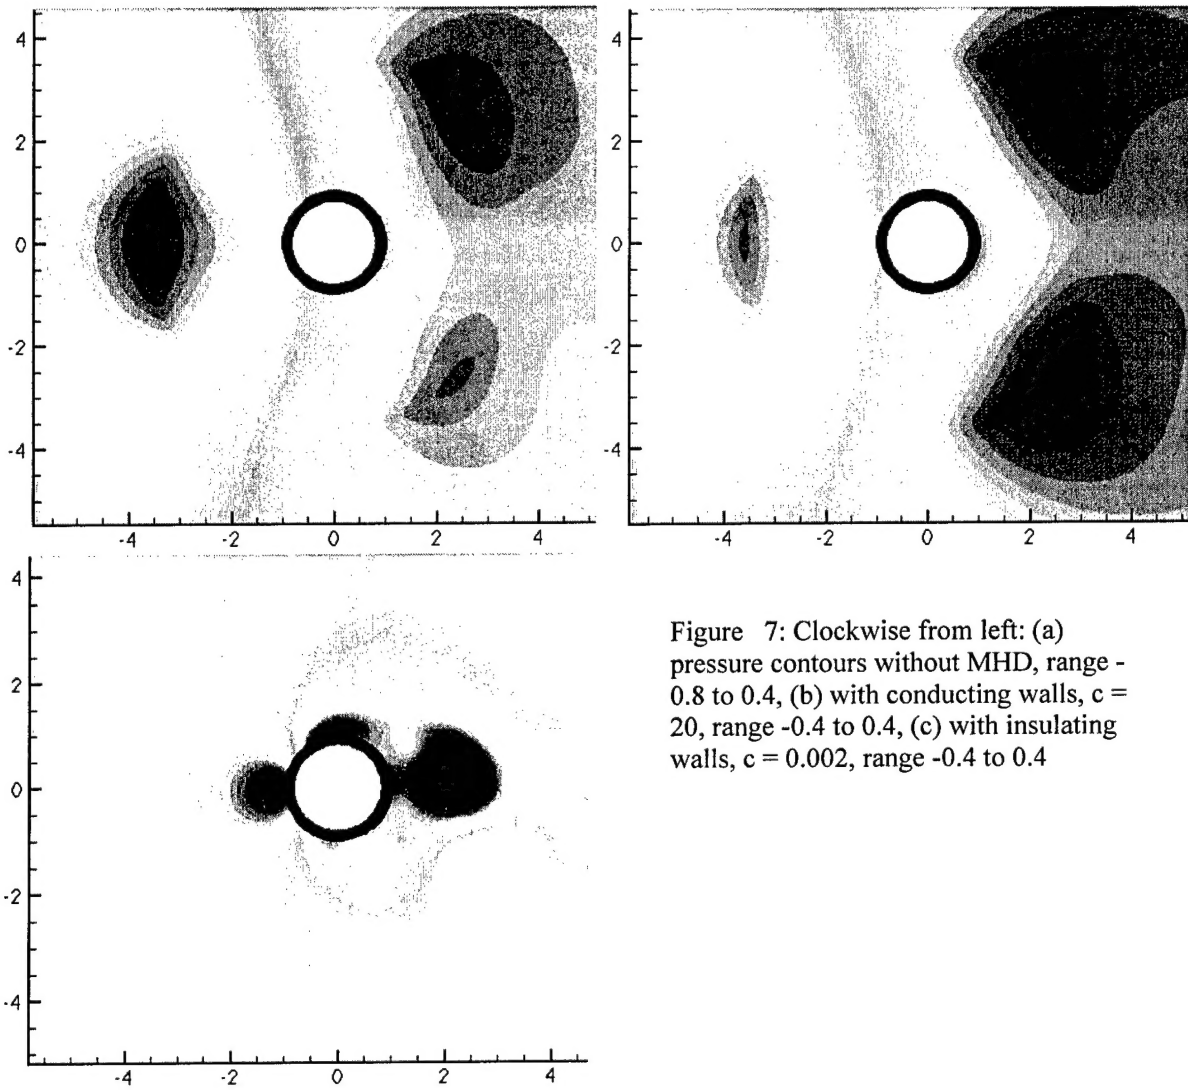 4
2
0
-2
-4
-4 -2 0 2 4
4
2
0
-2
-4
-4 -2 0 2 4
4
2
0
-2
-4
-4 -2 0 2 4
Figure 7: Clockwise from left: (a)
pressure contours without MHD, range -
0.8 to 0.4, (b) with conducting walls, c =
20, range -0.4 to 0.4, (c) with insulating
walls, c = 0.002, range -0.4 to 0.4